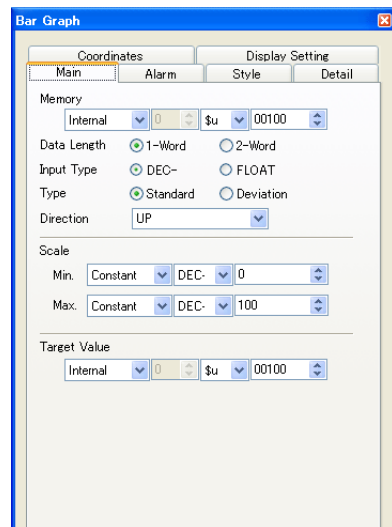 Bar Graph
Coordinates Display Setting
Main Alarm Style Detail
Memory
Internal 0 $u 00100
Data Length 1-Word 2-Word
Input Type DEC- FLOAT
Type Standard Deviation
Direction UP
Scale
Min. Constant DEC- 0
Max. Constant DEC- 100
Target Value
Internal 0 $u 00100